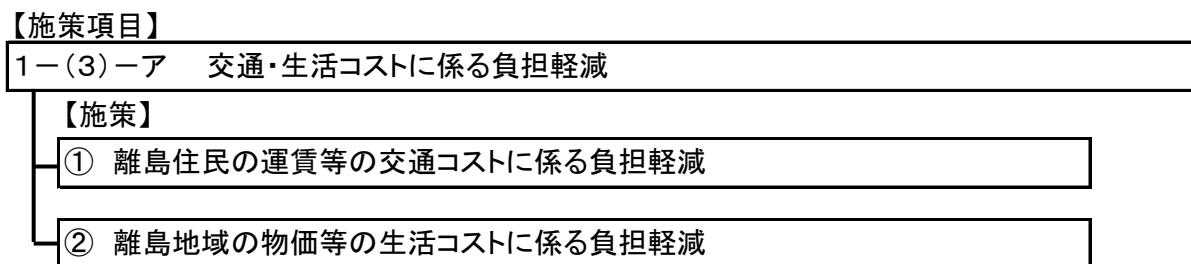 【施策項目】
１－（３）－ア　交通・生活コストに係る負担軽減
【施策】
①　離島住民の運賃等の交通コストに係る負担軽減
②　離島地域の物価等の生活コストに係る負担軽減